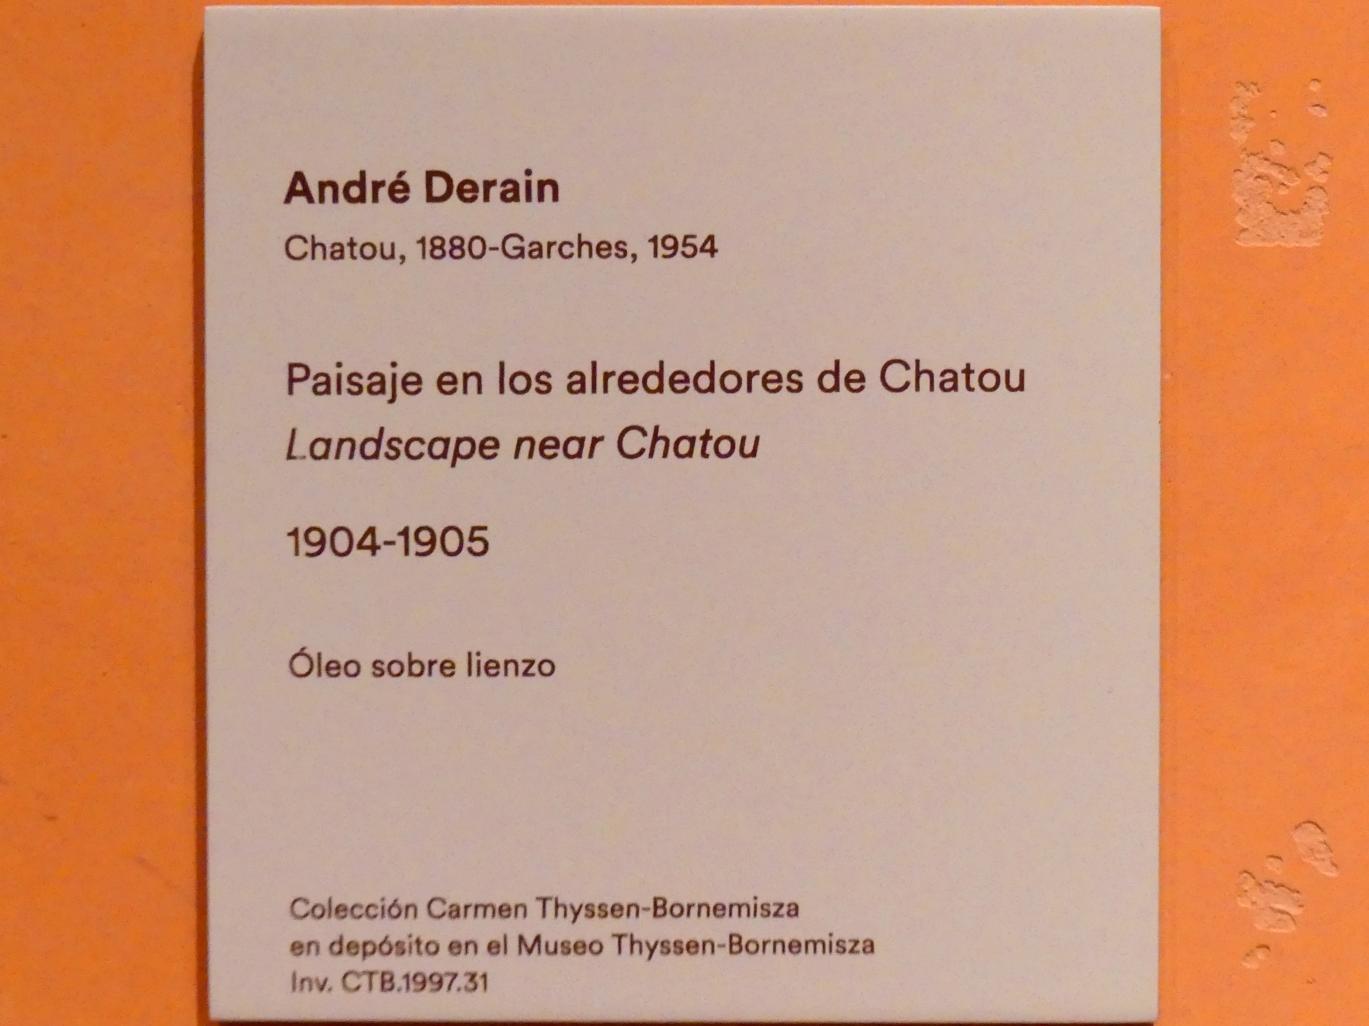 André Derain
Chatou, 1880-Garches, 1954
Paisaje en los alrededores de Chatou
Landscape near Chatou
1904-1905
Óleo sobre lienzo
Colección Carmen Thyssen-Bornemisza
en depósito en el Museo Thyssen-Bornemisza
Inv. CTB.1997.31